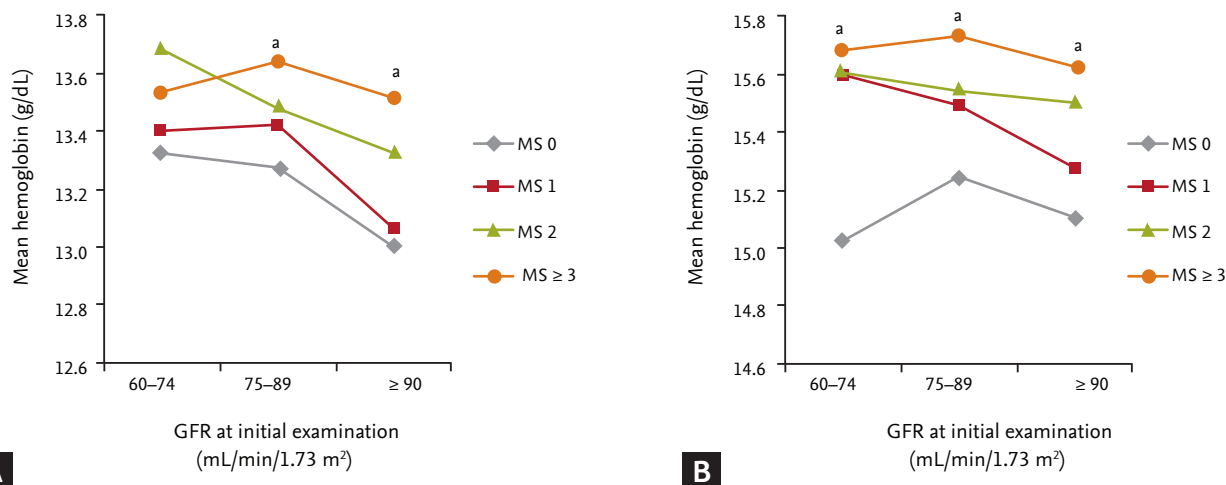 13.8
13.6
13.4
13.2
13.0
12.8
12.6
Mean hemoglobin (g/dL)
a
a
60–74
75–89
≥ 90
GFR at initial examination
(mL/min/1.73 m²)
MS 0
MS 1
MS 2
MS ≥ 3
A
15.8
15.6
15.4
15.2
15.0
14.8
14.6
Mean hemoglobin (g/dL)
a
a
a
60–74
75–89
≥ 90
GFR at initial examination
(mL/min/1.73 m²)
MS 0
MS 1
MS 2
MS ≥ 3
B